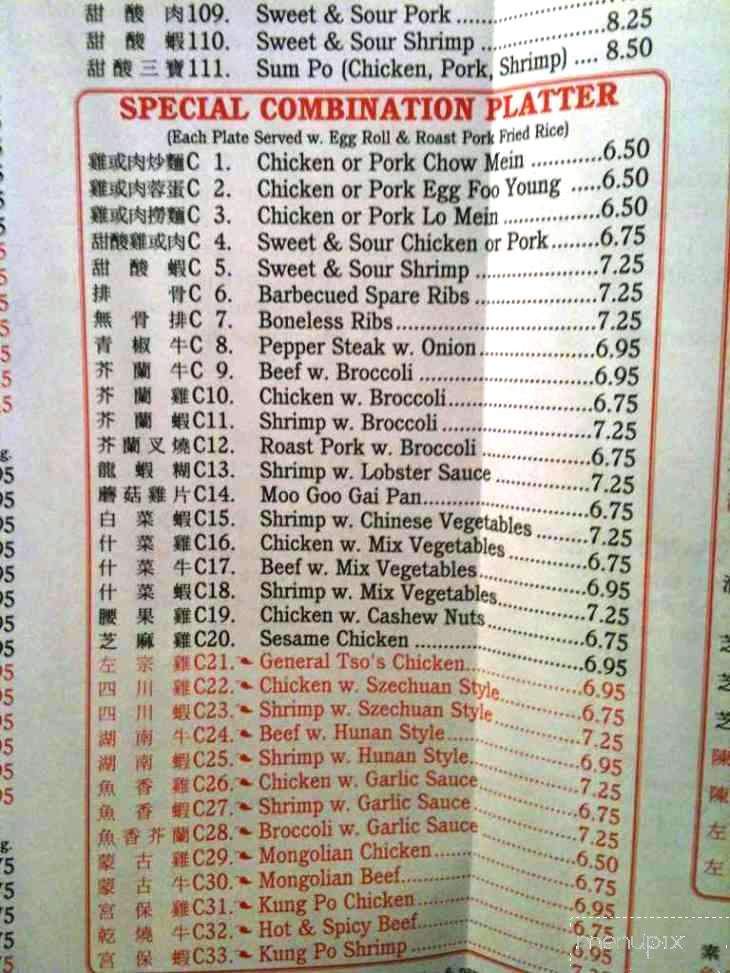 甜酸肉109. Sweet & Sour Pork
甜酸蝦110. Sweet & Sour Shrimp 8.25
甜酸三寶111. Sum Po (Chicken, Pork, Shrimp) .... 8.50
SPECIAL COMBINATION PLATTER
(Each Plate Served w. Egg Roll & Roast Pork Fried Rice)
雞或肉炒麵C 1. Chicken or Pork Chow Mein ...........6.50
雞或肉蓉蛋C 2. Chicken or Pork Egg Foo Young .....6.50
雞或肉撈麵C 3. Chicken or Pork Lo Mein ...............6.50
甜酸雞或肉C 4. Sweet & Sour Chicken or Pork........6.75
甜酸蝦C 5. Sweet & Sour Shrimp ...................7.25
排骨C 6. Barbecued Spare Ribs ...................7.25
無骨排C 7. Boneless Ribs...............................7.25
青椒牛C 8. Pepper Steak w. Onion..................6.95
芥蘭牛C 9. Beef w. Broccoli ...........................6.95
芥蘭雞C10. Chicken w. Broccoli......................6.75
芥蘭蝦C11. Shrimp w. Broccoli .......................7.25
芥蘭叉燒C12. Roast Pork w. Broccoli .................6.75
龍蝦糊C13. Shrimp w. Lobster Sauce ...............7.25
蘑菇雞片C14. Moo Goo Gai Pan.........................6.75
白菜蝦C15. Shrimp w. Chinese Vegetables ........7.25
什菜雞C16. Chicken w. Mix Vegetables.............6.75
什菜牛C17. Beef w. Mix Vegetables..................6.95
什菜蝦C18. Shrimp w. Mix Vegetables...............7.25
腰果雞C19. Chicken w. Cashew Nuts................6.75
芝麻雞C20. Sesame Chicken ...........................6.95
左宗雞C21. General Tso's Chicken...................6.95
四川雞C22. Chicken w. Szechuan Style..............6.75
四川蝦C23. Shrimp w. Szechuan Style...............7.25
湖南牛C24. Beef w. Hunan Style......................6.95
湖南蝦C25. Shrimp w. Hunan Style...................7.25
魚香雞C26. Chicken w. Garlic Sauce.................6.75
魚香蝦C27. Shrimp w. Garlic Sauce...................7.25
魚香芥蘭C28. Broccoli w. Garlic Sauce.................6.50
蒙古雞C29. Mongolian Chicken........................6.75
蒙古牛C30. Mongolian Beef.............................6.95
宮保雞C31. Kung Po Chicken..........................6.75
乾燒牛C32. Hot & Spicy Beef..........................6.95
宮保蝦C33. Kung Po Shrimp
menupix